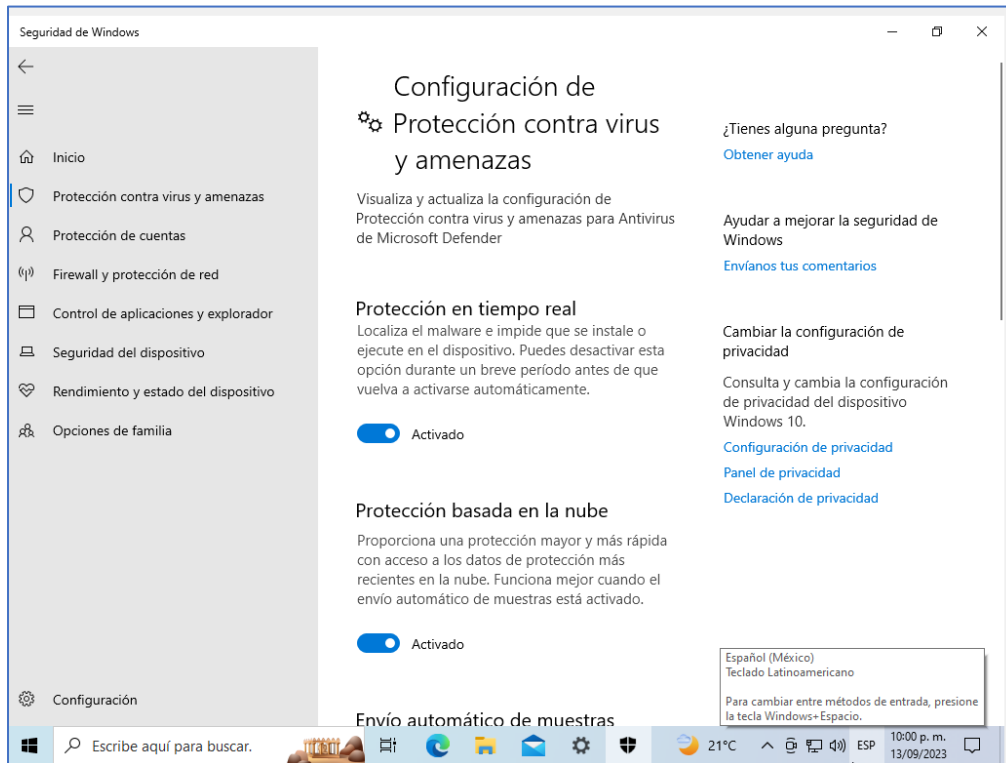 Seguridad de Windows
Inicio
Protección contra virus y amenazas
Protección de cuentas
Firewall y protección de red
Control de aplicaciones y explorador
Seguridad del dispositivo
Rendimiento y estado del dispositivo
Opciones de familia
Configuración
Configuración de
Protección contra virus
y amenazas
Visualiza y actualiza la configuración de
Protección contra virus y amenazas para Antivirus
de Microsoft Defender
Protección en tiempo real
Localiza el malware e impide que se instale o
ejecute en el dispositivo. Puedes desactivar esta
opción durante un breve período antes de que
vuelva a activarse automáticamente.
Activado
Protección basada en la nube
Proporciona una protección mayor y más rápida
con acceso a los datos de protección más
recientes en la nube. Funciona mejor cuando el
envío automático de muestras está activado.
Activado
Envío automático de muestras
¿Tienes alguna pregunta?
Obtener ayuda
Ayudar a mejorar la seguridad de
Windows
Envíanos tus comentarios
Cambiar la configuración de
privacidad
Consulta y cambia la configuración
de privacidad del dispositivo
Windows 10.
Configuración de privacidad
Panel de privacidad
Declaración de privacidad
Español (México)
Teclado Latinoamericano
Para cambiar entre métodos de entrada, presione
la tecla Windows+Espacio.
Escribe aquí para buscar.
21°C
ESP
10:00 p. m.
13/09/2023